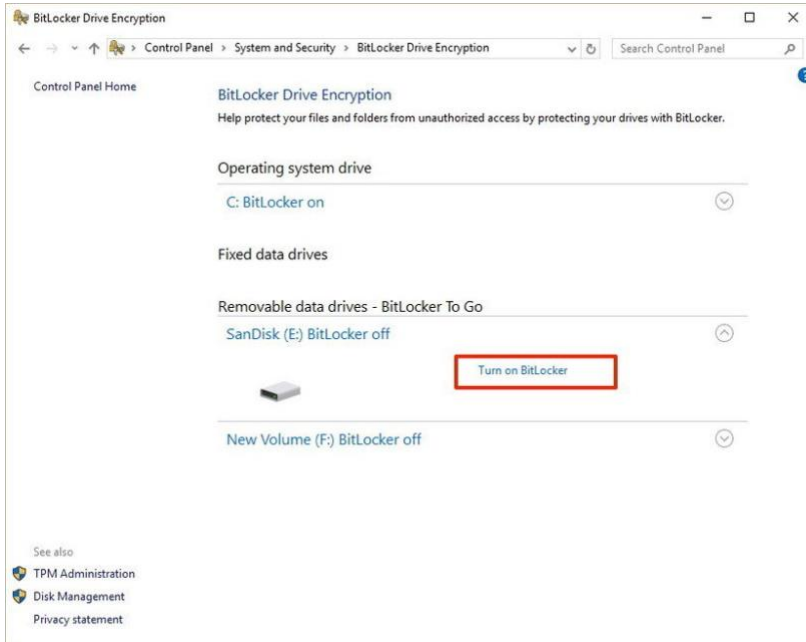 BitLocker Drive Encryption
Control Panel > System and Security > BitLocker Drive Encryption
Search Control Panel
Control Panel Home
BitLocker Drive Encryption
Help protect your files and folders from unauthorized access by protecting your drives with BitLocker.
Operating system drive
C: BitLocker on
Fixed data drives
Removable data drives - BitLocker To Go
SanDisk (E:) BitLocker off
Turn on BitLocker
New Volume (F:) BitLocker off
See also
TPM Administration
Disk Management
Privacy statement